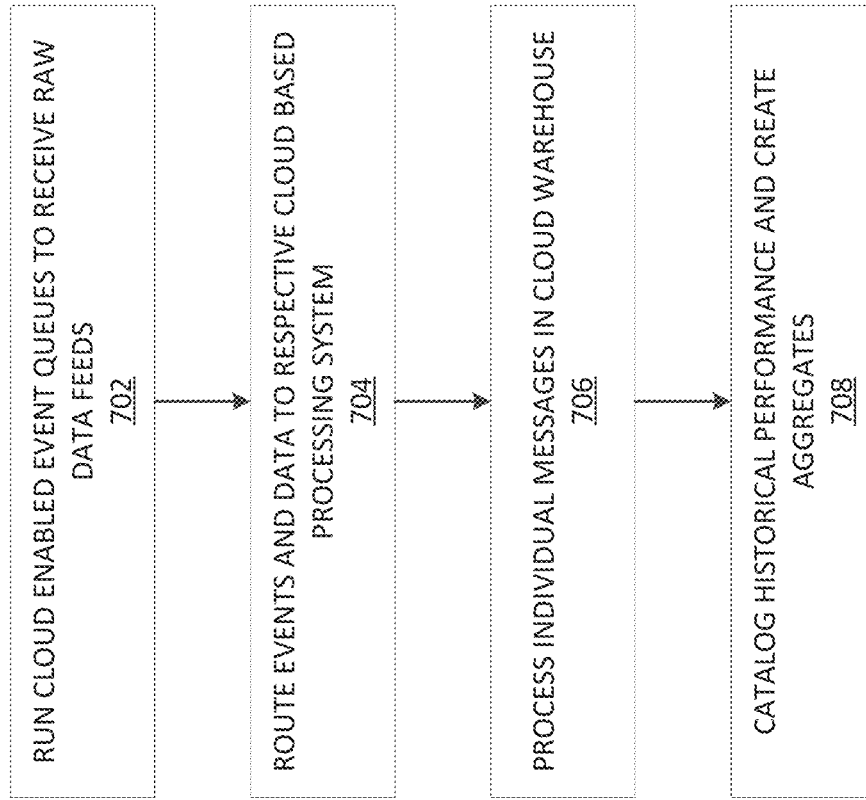 RUN CLOUD ENABLED EVENT QUEUES TO RECEIVE RAW
DATA FEEDS
702
ROUTE EVENTS AND DATA TO RESPECTIVE CLOUD BASED
PROCESSING SYSTEM
704
PROCESS INDIVIDUAL MESSAGES IN CLOUD WAREHOUSE
706
CATALOG HISTORICAL PERFORMANCE AND CREATE
AGGREGATES
708